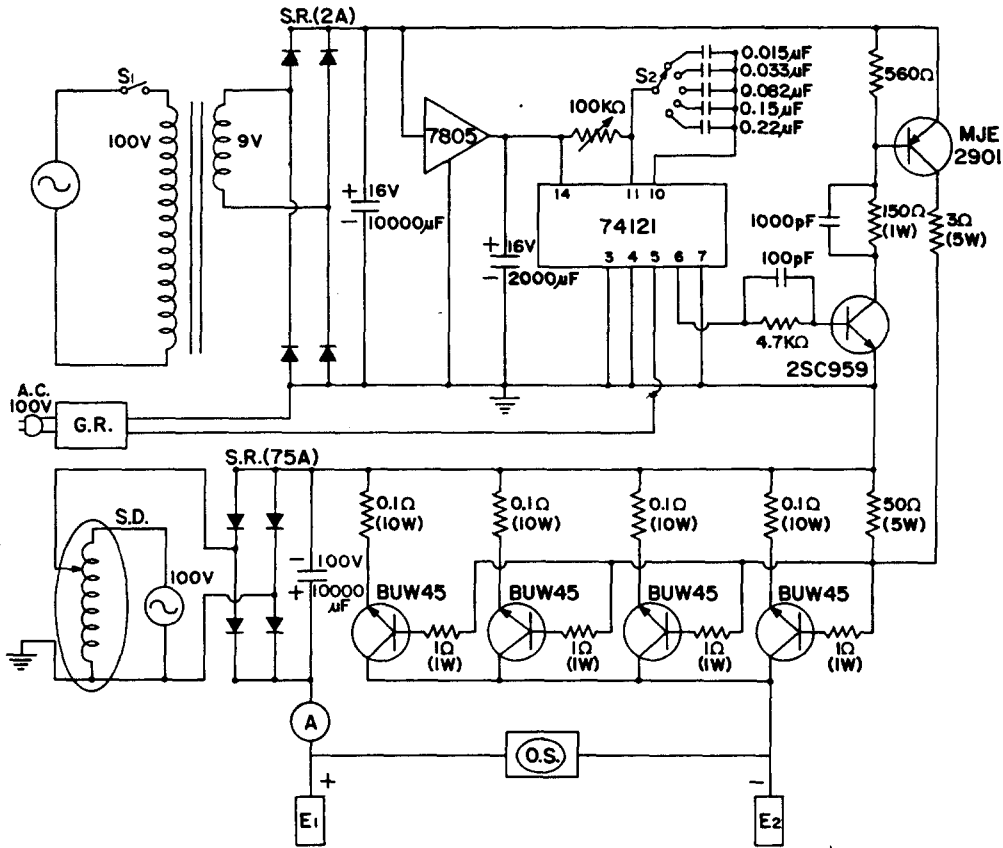 S.R.(2A)
S1
100V
9V
+ 16V
- 10000µF
7805
+ 16V
- 2000µF
100KΩ
S2
0.015µF
0.033µF
0.082µF
0.15µF
0.22µF
14
11
10
74121
3
4
5
6
7
560Ω
MJE
2901
1000pF
150Ω
(1W)
3Ω
(5W)
100pF
4.7KΩ
2SC959
A.C.
100V
G.R.
S.R.(75A)
S.D.
100V
- 100V
+ 10000
µF
0.1Ω
(10W)
0.1Ω
(10W)
0.1Ω
(10W)
0.1Ω
(10W)
50Ω
(5W)
BUW45
BUW45
BUW45
BUW45
1Ω
(1W)
1Ω
(1W)
1Ω
(1W)
1Ω
(1W)
A
O.S.
+
-
E1
E2